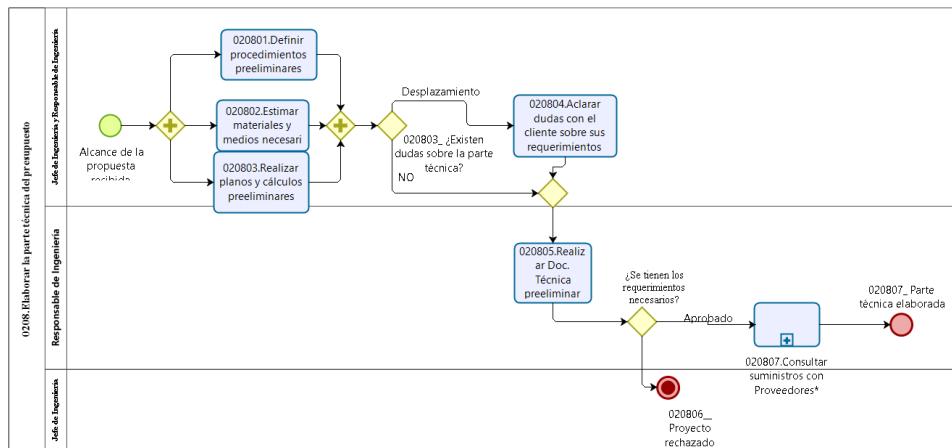 0208.Elaborar la parte técnica del presupuesto
Jefe de Ingeniería y Responsable de Ingeniería
Alcance de la
propuesta
recibida
020801.Definir
procedimientos
preeliminares
020802.Estimar
materiales y
medios necesari
020803.Realizar
planos y cálculos
preeliminares
Desplazamiento
020803_ ¿Existen
dudas sobre la parte
técnica?
NO
020804.Aclarar
dudas con el
cliente sobre sus
requerimientos
Responsable de Ingeniería
020805.Realiz
ar Doc.
Técnica
preeliminar
¿Se tienen los
requerimientos
necesarios?
Aprobado
020807.Consultar
suministros con
Proveedores*
020807_ Parte
técnica elaborada
Jefe de Ingeniería
020806_
Proyecto
rechazado